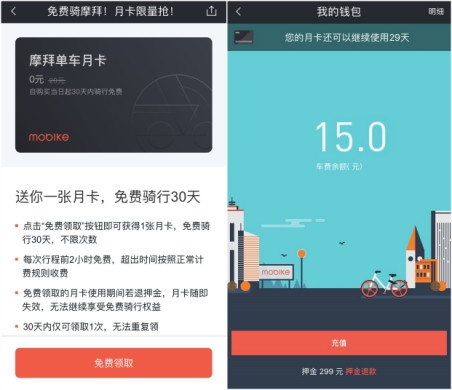 免费骑摩拜！月卡限量抢！
摩拜单车月卡
0元 20元
自购买当日起30天内骑行免费
mobike
送你一张月卡，免费骑行30天
点击“免费领取”按钮即可获得1张月卡，免费骑
行30天，不限次数
每次行程前2小时免费，超出时间按照正常计
费规则收费
免费领取的月卡使用期间若退押金，月卡随即
失效，无法继续享受免费骑行权益
30天内仅可领取1次，无法重复领
免费领取
我的钱包
明细
您的月卡还可以继续使用29天
15.0
车费余额(元)
mobike
充值
押金 299 元 押金退款